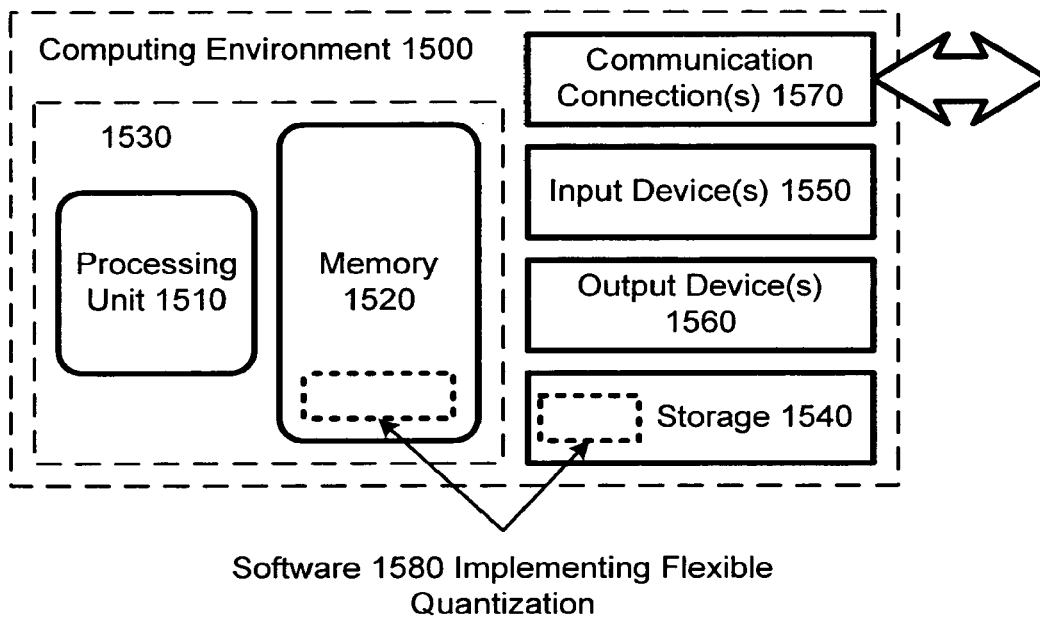 Computing Environment 1500
1530
Processing
Unit 1510
Memory
1520
Communication
Connection(s) 1570
Input Device(s) 1550
Output Device(s)
1560
Storage 1540
Software 1580 Implementing Flexible
Quantization